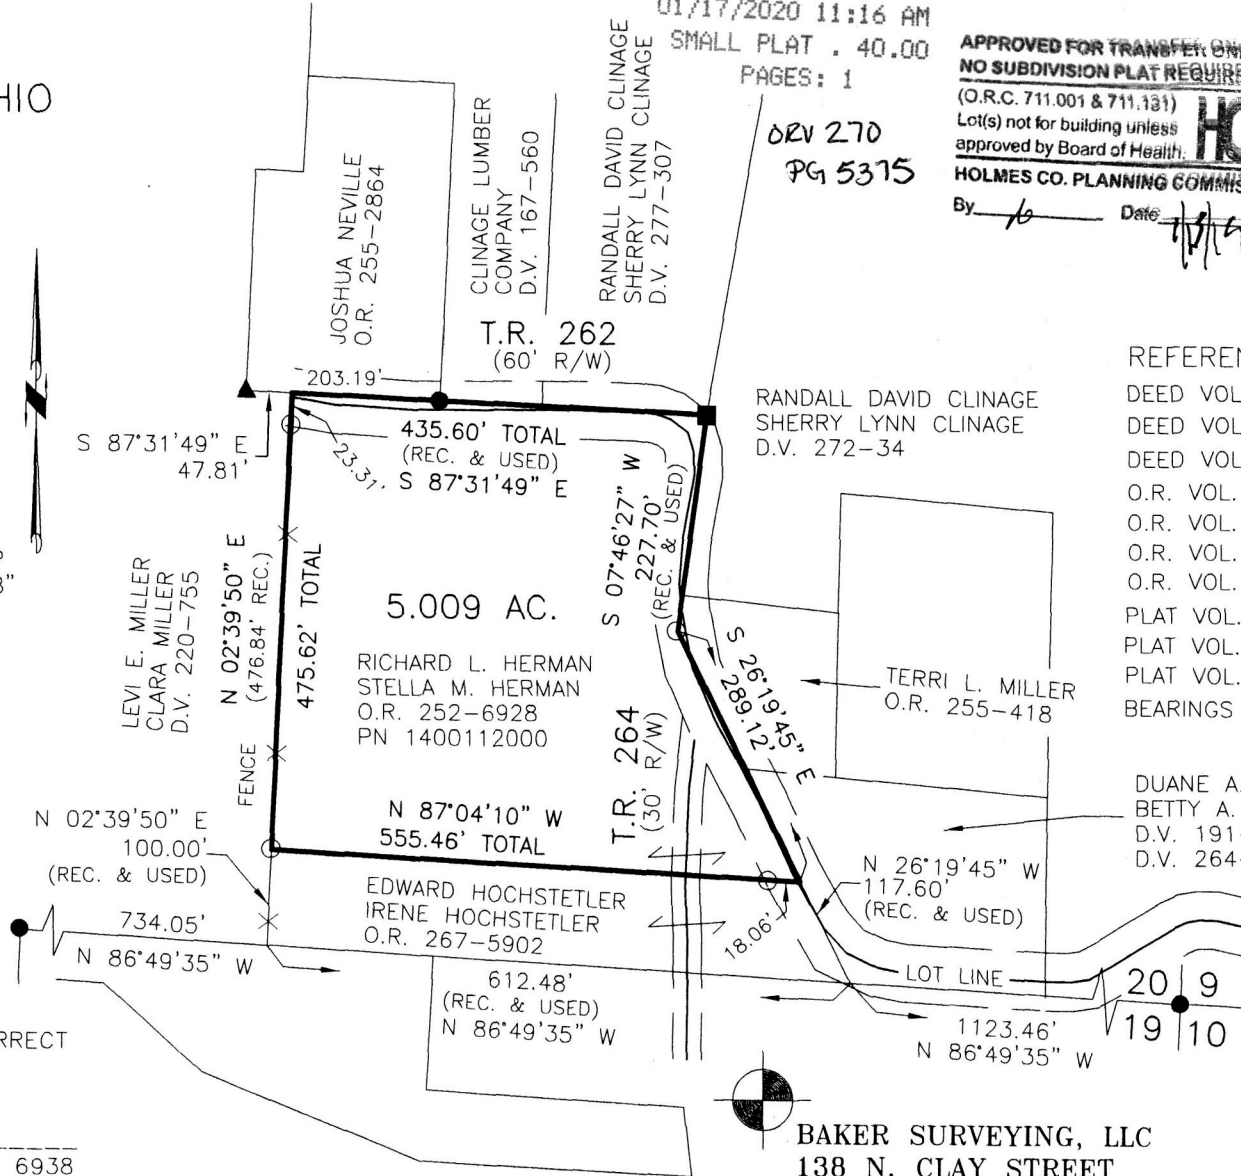 01/17/2020 11:16 AM
SMALL PLAT . 40.00
PAGES: 1
ORV 270
PG 5375
APPROVED FOR TRANSFER
NO SUBDIVISION PLAT
(O.R.C. 711.001 & 711.131)
Lot(s) not for building unless
approved by Board of Health.
HOLMES CO. PLANNING
By
Date
HIO
JOSHUA NEVILLE
O.R. 255-2864
CLINAGE LUMBER
COMPANY
D.V. 167-560
RANDALL DAVID CLINAGE
SHERRY LYNN CLINAGE
D.V. 277-307
T.R. 262
(60' R/W)
203.19'
S 87°31'49" E
47.81'
435.60' TOTAL
(REC. & USED)
S 87°31'49" E
23.37'
RANDALL DAVID CLINAGE
SHERRY LYNN CLINAGE
D.V. 272-34
DEED VOL
DEED VOL
DEED VOL
O.R. VOL.
O.R. VOL.
O.R. VOL.
O.R. VOL.
PLAT VOL.
PLAT VOL.
PLAT VOL.
BEARINGS
S 07°46'27" W
227.70'
(REC. & USED)
LEVI E. MILLER
CLARA MILLER
D.V. 220-755
N 02°39'50" E
(476.84' REC.)
475.62' TOTAL
FENCE
5.009 AC.
RICHARD L. HERMAN
STELLA M. HERMAN
O.R. 252-6928
PN 1400112000
S 26°19'45" E
289.12'
TERRI L. MILLER
O.R. 255-418
T.R. 264
(30' R/W)
N 87°04'10" W
555.46' TOTAL
DUANE A.
BETTY A.
D.V. 191-
D.V. 264-
N 02°39'50" E
100.00'
(REC. & USED)
EDWARD HOCHSTETLER
IRENE HOCHSTETLER
O.R. 267-5902
N 26°19'45" W
117.60'
(REC. & USED)
18.06'
734.05'
N 86°49'35" W
612.48'
(REC. & USED)
N 86°49'35" W
LOT LINE
1123.46'
N 86°49'35" W
20 9
19 10
RRECT
BAKER SURVEYING, LLC
138 N. CLAY STREET
6938